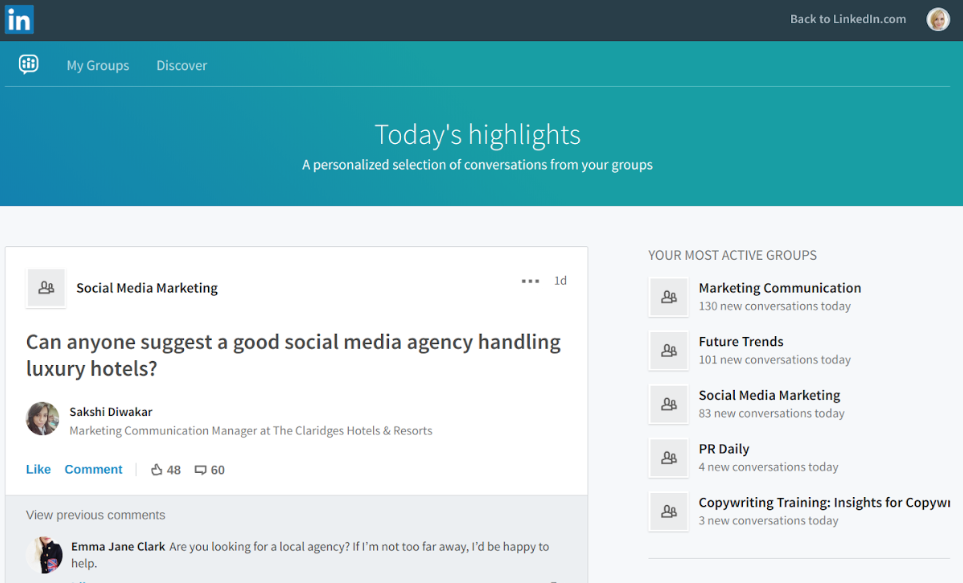 in
Back to LinkedIn.com
My Groups
Discover
Today's highlights
A personalized selection of conversations from your groups
Social Media Marketing
1d
Can anyone suggest a good social media agency handling
luxury hotels?
Sakshi Diwakar
Marketing Communication Manager at The Claridges Hotels & Resorts
Like Comment 48 60
View previous comments
Emma Jane Clark Are you looking for a local agency? If I'm not too far away, I'd be happy to
help.
YOUR MOST ACTIVE GROUPS
Marketing Communication
130 new conversations today
Future Trends
101 new conversations today
Social Media Marketing
83 new conversations today
PR Daily
4 new conversations today
Copywriting Training: Insights for Copywr
3 new conversations today